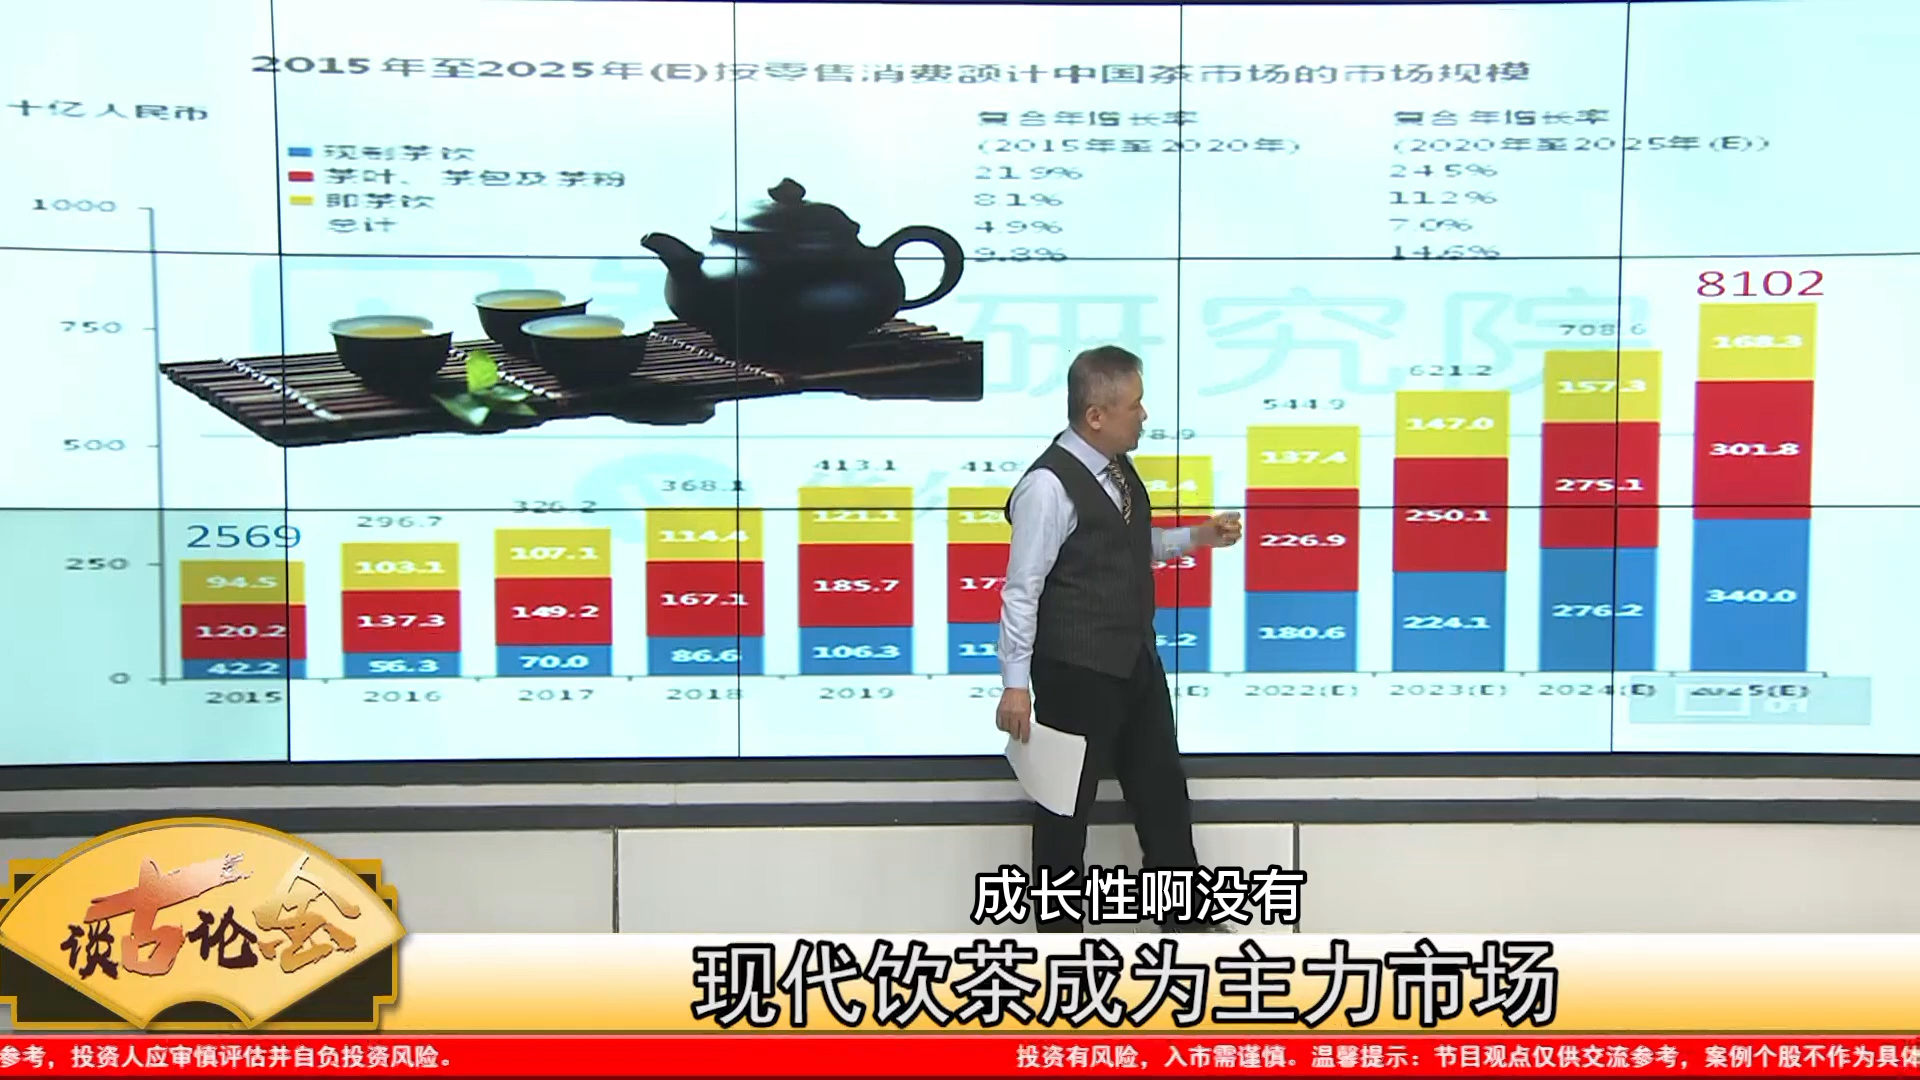 2015年至2025年(E)按零售消费额计中国茶市场的市场规模
十亿人民币
复合年增长率
(2015年至2020年)
21.9%
8.1%
4.9%
9.3%
复合年增长率
(2020年至2025年(E))
24.5%
11.2%
7.0%
14.6%
现制茶饮
茶叶、茶包及茶粉
即茶饮
总计
1000
750
500
250
0
研究院
2569
94.5
120.2
42.2
2015
296.7
103.1
137.3
56.3
2016
326.2
107.1
149.2
70.0
2017
368.1
114.4
167.1
86.6
2018
413.1
121.1
185.7
106.3
2019
544.9
137.4
226.9
180.6
2022(E)
621.2
147.0
250.1
224.1
2023(E)
708.6
157.3
275.1
276.2
2024(E)
8102
168.3
301.8
340.0
2025(E)
成长性啊没有
谈古论金
现代饮茶成为主力市场
参考，投资人应审慎评估并自负投资风险。
投资有风险，入市需谨慎。温馨提示：节目观点仅供交流参考，案例个股不作为具体